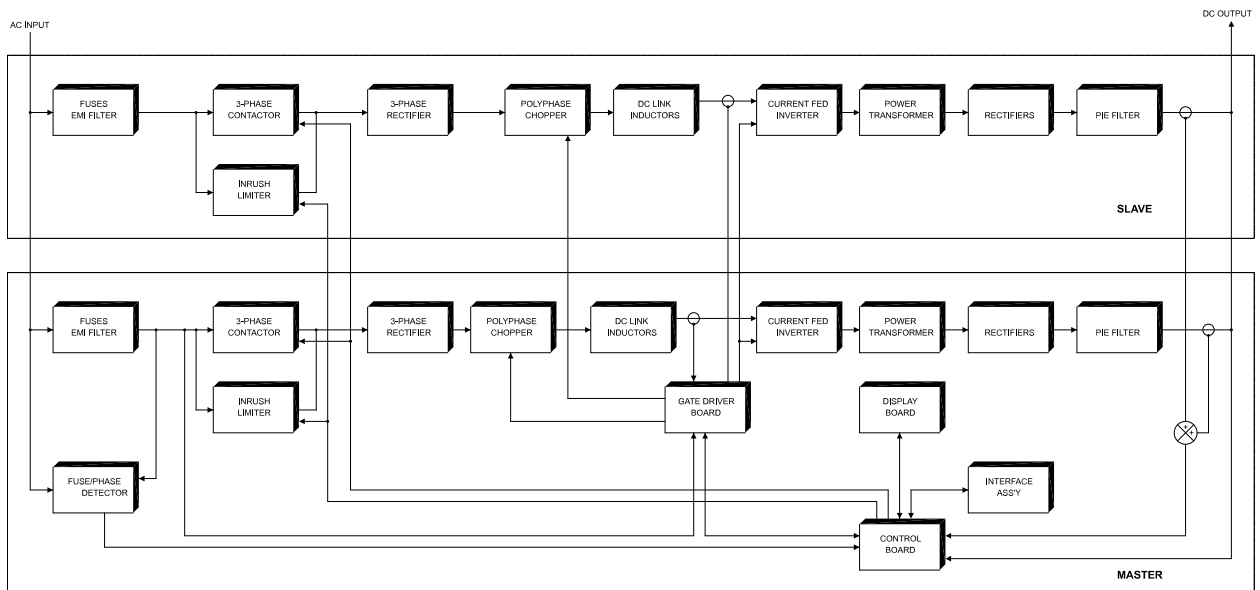 AC INPUT
DC OUTPUT
FUSES
EMI FILTER
3-PHASE
CONTACTOR
3-PHASE
RECTIFIER
POLYPHASE
CHOPPER
DC LINK
INDUCTORS
CURRENT FED
INVERTER
POWER
TRANSFORMER
RECTIFIERS
PIE FILTER
INRUSH
LIMITER
SLAVE
FUSES
EMI FILTER
3-PHASE
CONTACTOR
3-PHASE
RECTIFIER
POLYPHASE
CHOPPER
DC LINK
INDUCTORS
CURRENT FED
INVERTER
POWER
TRANSFORMER
RECTIFIERS
PIE FILTER
INRUSH
LIMITER
GATE DRIVER
BOARD
DISPLAY
BOARD
+
+
FUSE/PHASE
DETECTOR
INTERFACE
ASS'Y
CONTROL
BOARD
MASTER